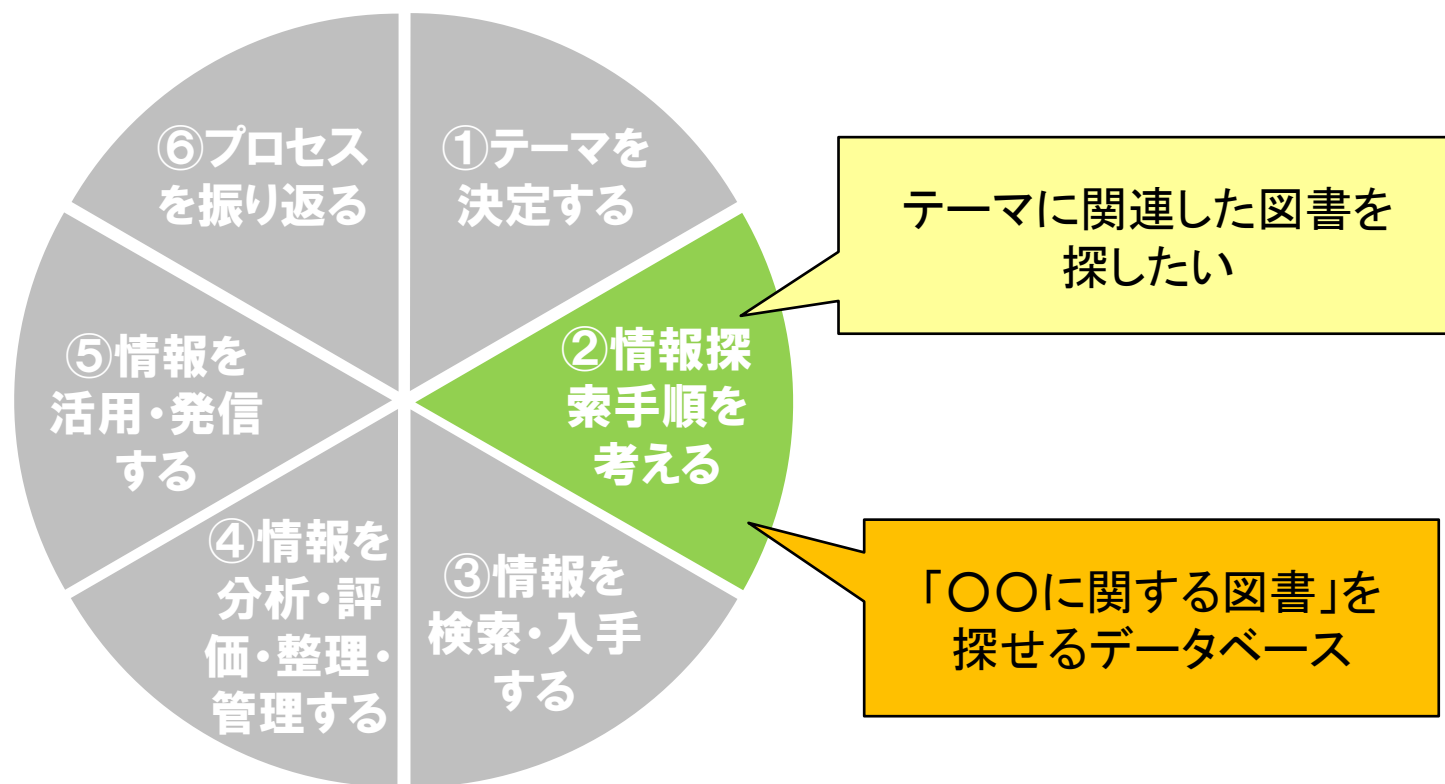 ①テーマを
決定する
②情報探
索手順を
考える
③情報を
検索・入手
する
④情報を
分析・評
価・整理・
管理する
⑤情報を
活用・発信
する
⑥プロセス
を振り返る
テーマに関連した図書を
探したい
「○○に関する図書」を
探せるデータベース